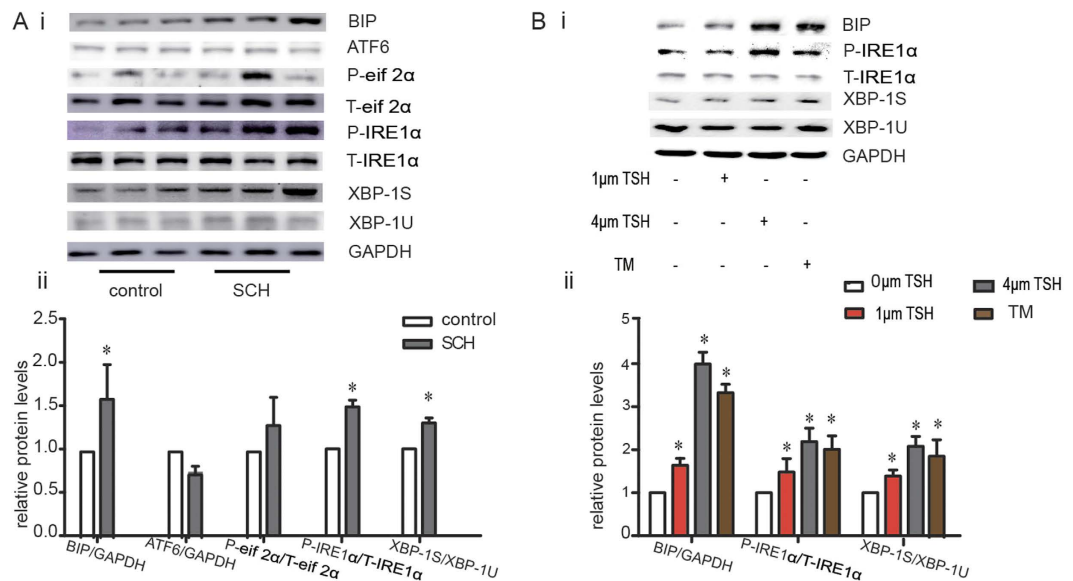 A i
BIP
ATF6
P-eif 2α
T-eif 2α
P-IRE1α
T-IRE1α
XBP-1S
XBP-1U
GAPDH
control SCH
ii
relative protein levels
2.5
2.0
1.5
1.0
0.5
0.0
control
SCH
* * *
BIP/GAPDH ATF6/GAPDH P-eif 2α/T-eif 2α P-IRE1α/T-IRE1α XBP-1S/XBP-1U
B i
BIP
P-IRE1α
T-IRE1α
XBP-1S
XBP-1U
GAPDH
1μm TSH - + - -
4μm TSH - - + -
TM - - - +
ii
0μm TSH 4μm TSH
1μm TSH TM
relative protein levels
5
4
3
2
1
0
* * * * * * * * *
BIP/GAPDH P-IRE1α/T-IRE1α XBP-1S/XBP-1U